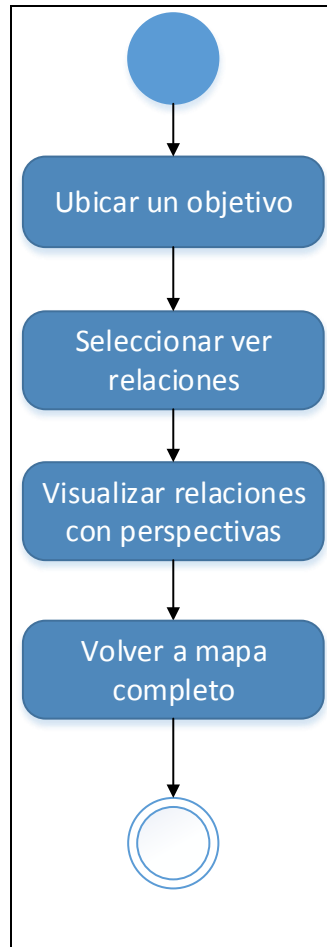 Ubicar un objetivo
Seleccionar ver
relaciones
Visualizar relaciones
con perspectivas
Volver a mapa
completo